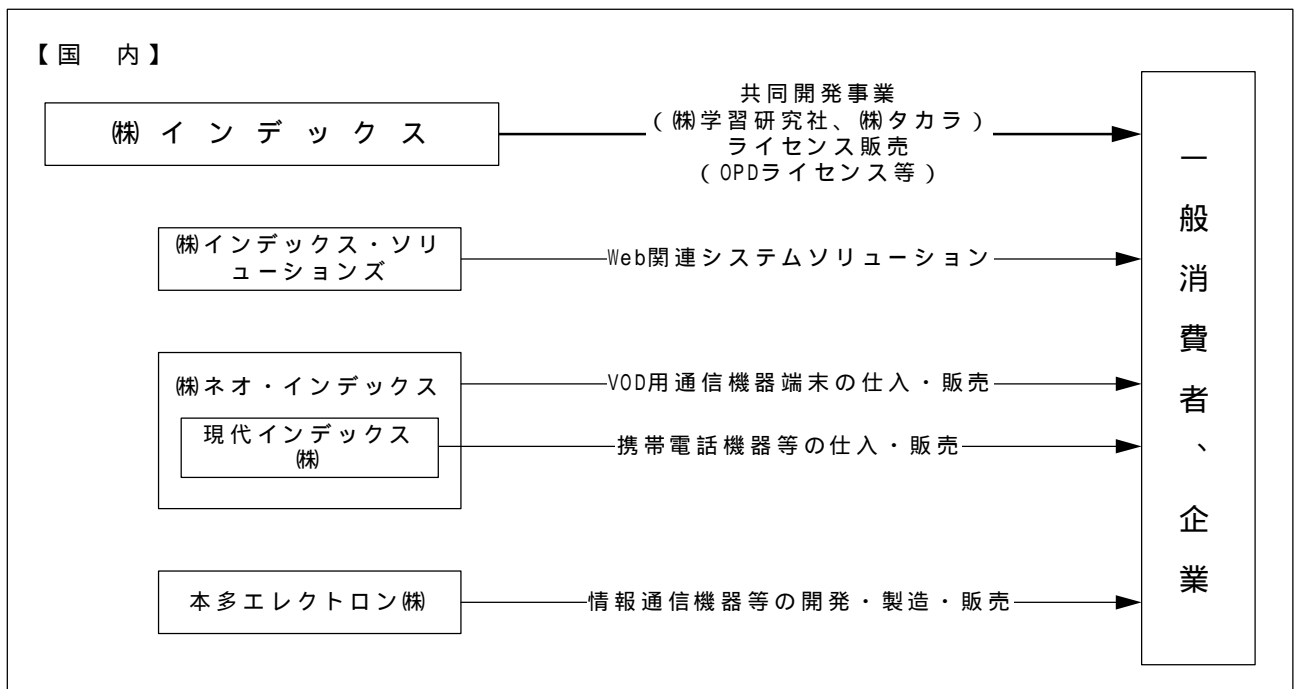 【国　内】
㈱インデックス
共同開発事業
(㈱学習研究社、㈱タカラ)
ライセンス販売
(OPDライセンス等)
㈱インデックス・ソリ
ューションズ
Web関連システムソリューション
㈱ネオ・インデックス
VOD用通信機器端末の仕入・販売
現代インデックス
㈱
携帯電話機器等の仕入・販売
本多エレクトロン㈱
情報通信機器等の開発・製造・販売
一般消費者、企業